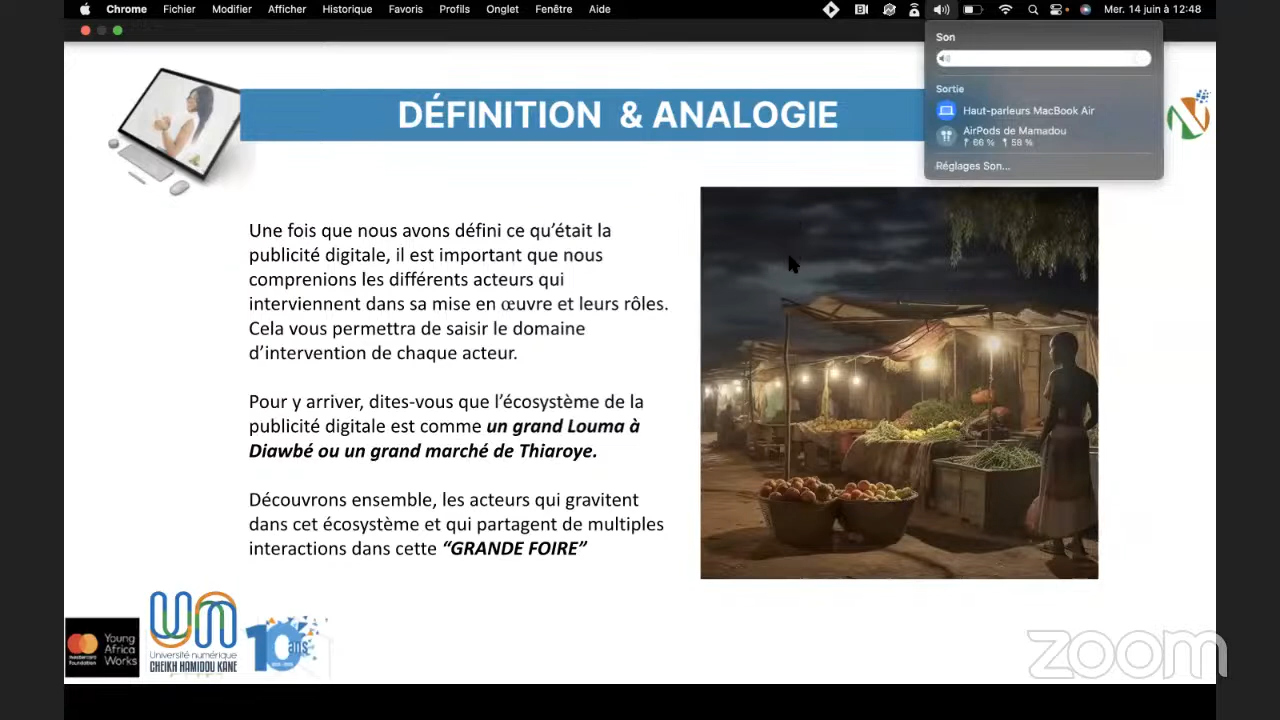 Chrome Fichier Modifier Afficher Historique Favoris Profils Onglet Fenêtre Aide Mer. 14 juin à 12:48
Son
Sortie
Haut-parleurs MacBook Air
AirPods de Mamadou
66 % 58 %
Réglages Son...
DÉFINITION & ANALOGIE
Une fois que nous avons défini ce qu’était la
publicité digitale, il est important que nous
comprenions les différents acteurs qui
interviennent dans sa mise en œuvre et leurs rôles.
Cela vous permettra de saisir le domaine
d’intervention de chaque acteur.
Pour y arriver, dites-vous que l’écosystème de la
publicité digitale est comme un grand Louma à
Diawbé ou un grand marché de Thiaroye.
Découvrons ensemble, les acteurs qui gravitent
dans cet écosystème et qui partagent de multiples
interactions dans cette “GRANDE FOIRE”
mastercard
Foundation
Young
Africa
Works
Université numérique
CHEIKH HAMIDOU KANE
10 ans
zoom